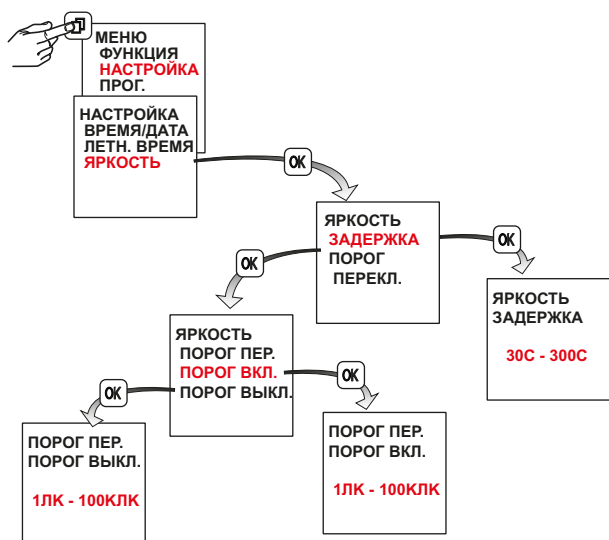 МЕНЮ
ФУНКЦИЯ
НАСТРОЙКА
ПРОГ.
НАСТРОЙКА
ВРЕМЯ/ДАТА
ЛЕТН. ВРЕМЯ
ЯРКОСТЬ
OK
ЯРКОСТЬ
ЗАДЕРЖКА
ПОРОГ
ПЕРЕКЛ.
OK
OK
ЯРКОСТЬ
ЗАДЕРЖКА
30С - 300С
ЯРКОСТЬ
ПОРОГ ПЕР.
ПОРОГ ВКЛ.
ПОРОГ ВЫКЛ.
OK
OK
ПОРОГ ПЕР.
ПОРОГ ВЫКЛ.
1ЛК - 100КЛК
ПОРОГ ПЕР.
ПОРОГ ВКЛ.
1ЛК - 100КЛК